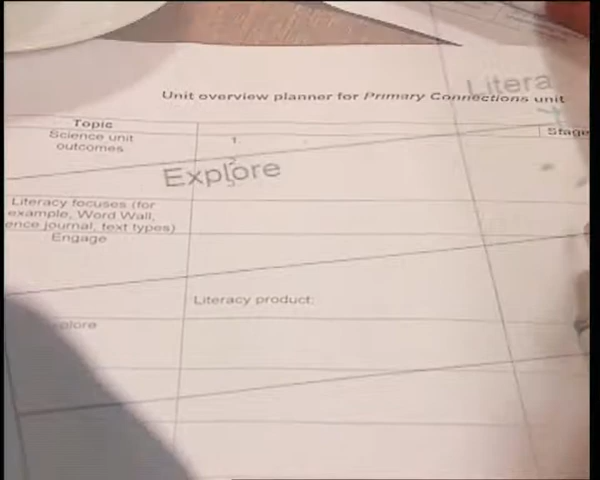 Litera
Unit overview planner for Primary Connections unit
Topic
Stage
Science unit
outcomes
1.
Explore
Literacy focuses (for
example, Word Wall,
ence journal, text types)
Engage
Literacy product:
plore